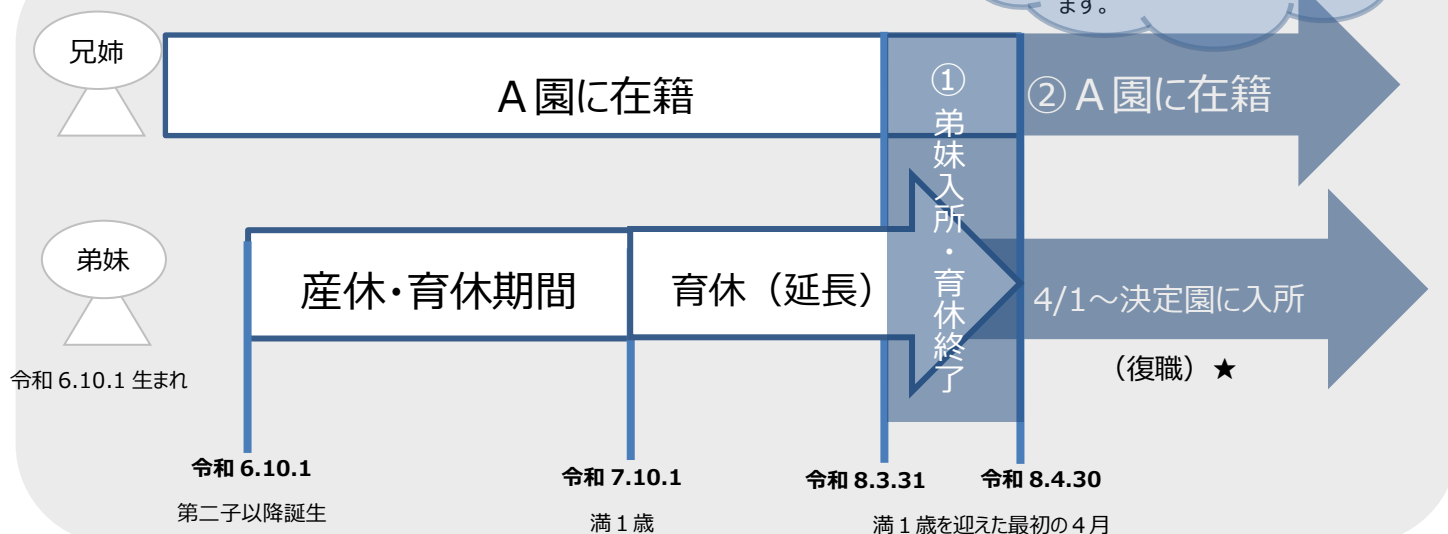 ます。
兄姉
A 園に在籍
① 弟妹入所・育休終了
② A 園に在籍
弟妹
産休・育休期間
育休（延長）
4/1～決定園に入所
（復職）★
令和 6.10.1 生まれ
令和 6.10.1
第二子以降誕生
令和 7.10.1
満１歳
令和 8.3.31
令和 8.4.30
満１歳を迎えた最初の４月